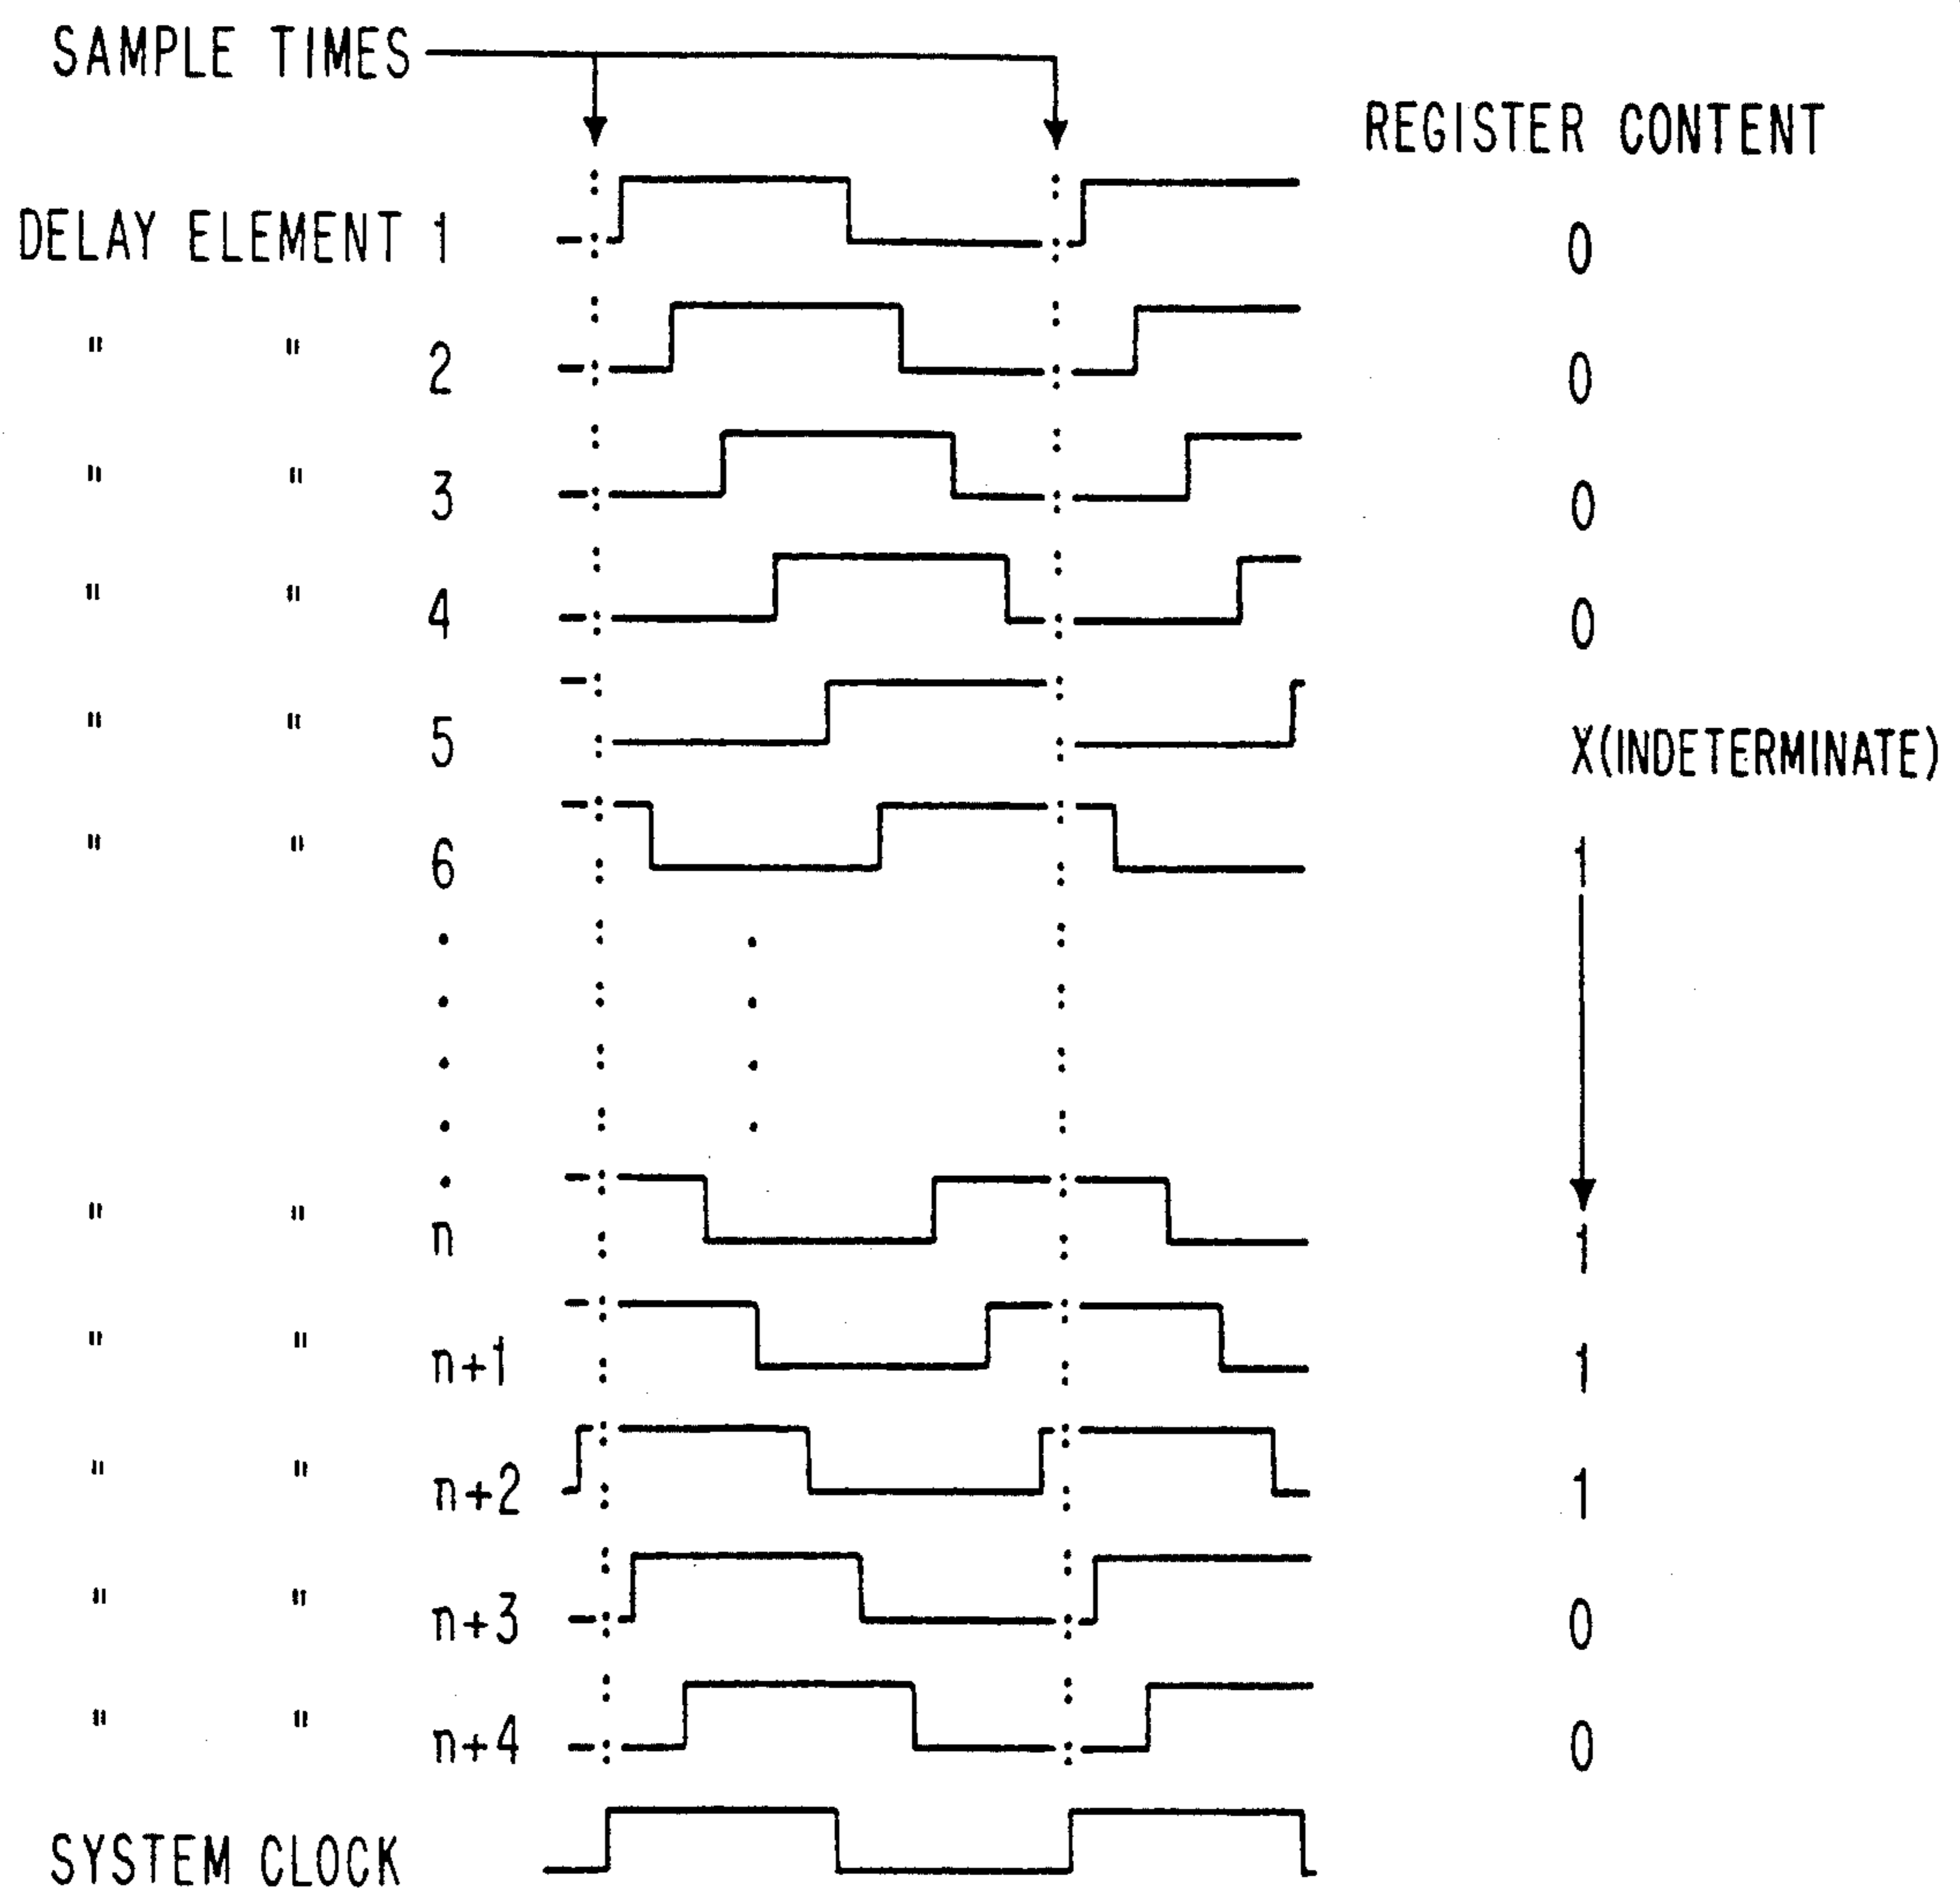 SAMPLE TIMES
REGISTER CONTENT
DELAY ELEMENT 1 0
" " 2 0
" " 3 0
" " 4 0
" " 5 X(INDETERMINATE)
" " 6 1
" " n 1
" " n+1 1
" " n+2 1
" " n+3 0
" " n+4 0
SYSTEM CLOCK